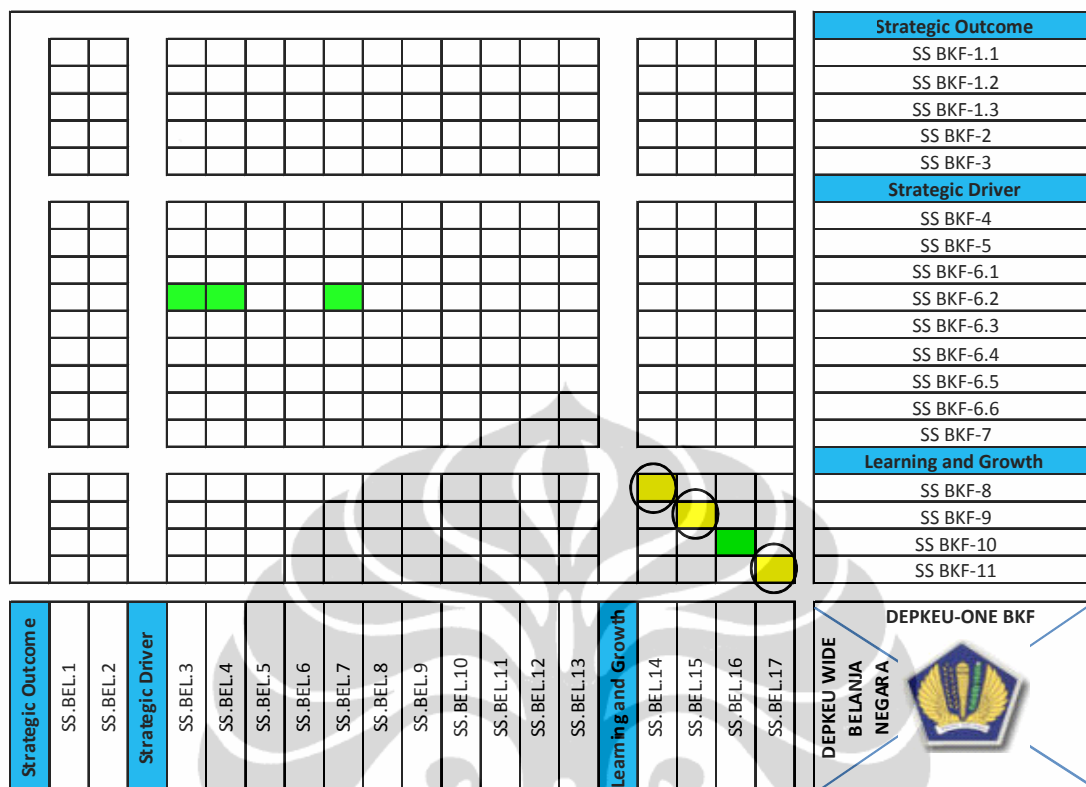 Strategic Outcome
SS BKF-1.1
SS BKF-1.2
SS BKF-1.3
SS BKF-2
SS BKF-3
Strategic Driver
SS BKF-4
SS BKF-5
SS BKF-6.1
SS BKF-6.2
SS BKF-6.3
SS BKF-6.4
SS BKF-6.5
SS BKF-6.6
SS BKF-7
Learning and Growth
SS BKF-8
SS BKF-9
SS BKF-10
SS BKF-11
Strategic Outcome
SS.BEL.1
SS.BEL.2
Strategic Driver
SS.BEL.3
SS.BEL.4
SS.BEL.5
SS.BEL.6
SS.BEL.7
SS.BEL.8
SS.BEL.9
SS.BEL.10
SS.BEL.11
SS.BEL.12
SS.BEL.13
Learning and Growth
SS.BEL.14
SS.BEL.15
SS.BEL.16
SS.BEL.17
DEPKEU WIDE
BELANJA
NEGARA
DEPKEU-ONE BKF